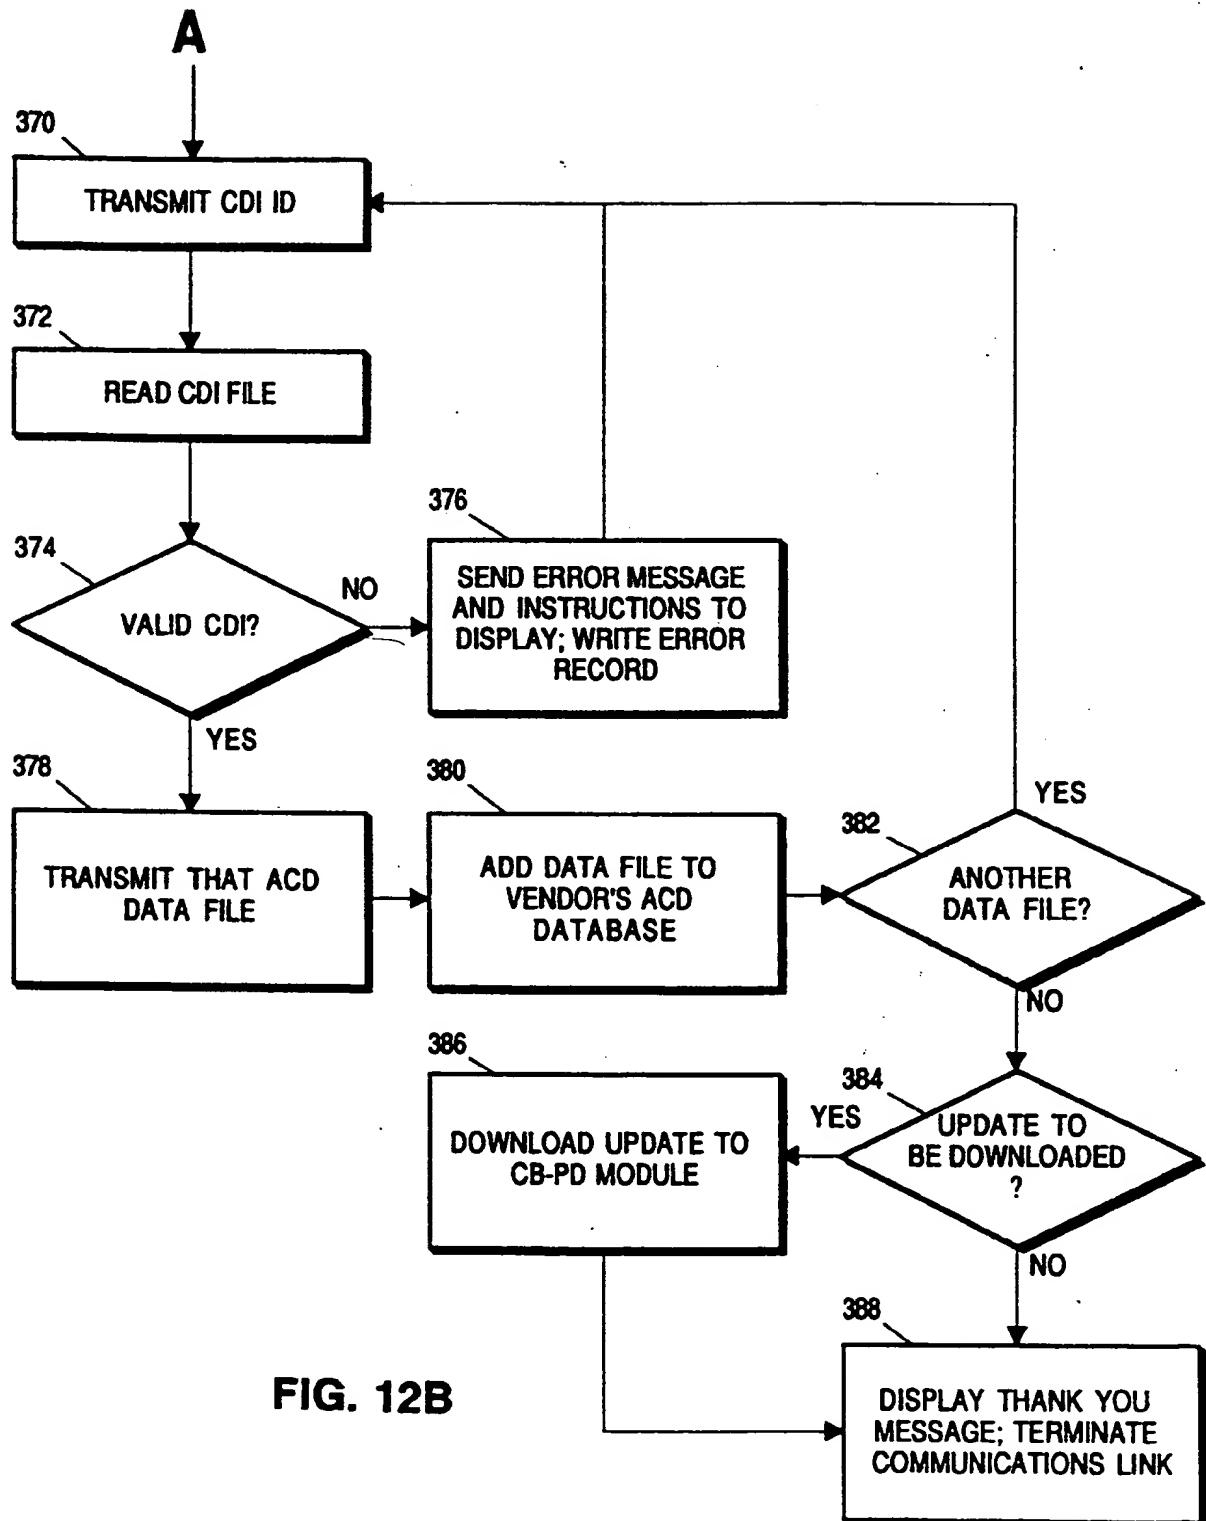 A
370
TRANSMIT CDI ID
372
READ CDI FILE
374
VALID CDI?
NO
YES
376
SEND ERROR MESSAGE
AND INSTRUCTIONS TO
DISPLAY; WRITE ERROR
RECORD
378
TRANSMIT THAT ACD
DATA FILE
380
ADD DATA FILE TO
VENDOR'S ACD
DATABASE
382
ANOTHER
DATA FILE?
YES
NO
384
UPDATE TO
BE DOWNLOADED
?
YES
NO
386
DOWNLOAD UPDATE TO
CB-PD MODULE
388
DISPLAY THANK YOU
MESSAGE; TERMINATE
COMMUNICATIONS LINK
FIG. 12B